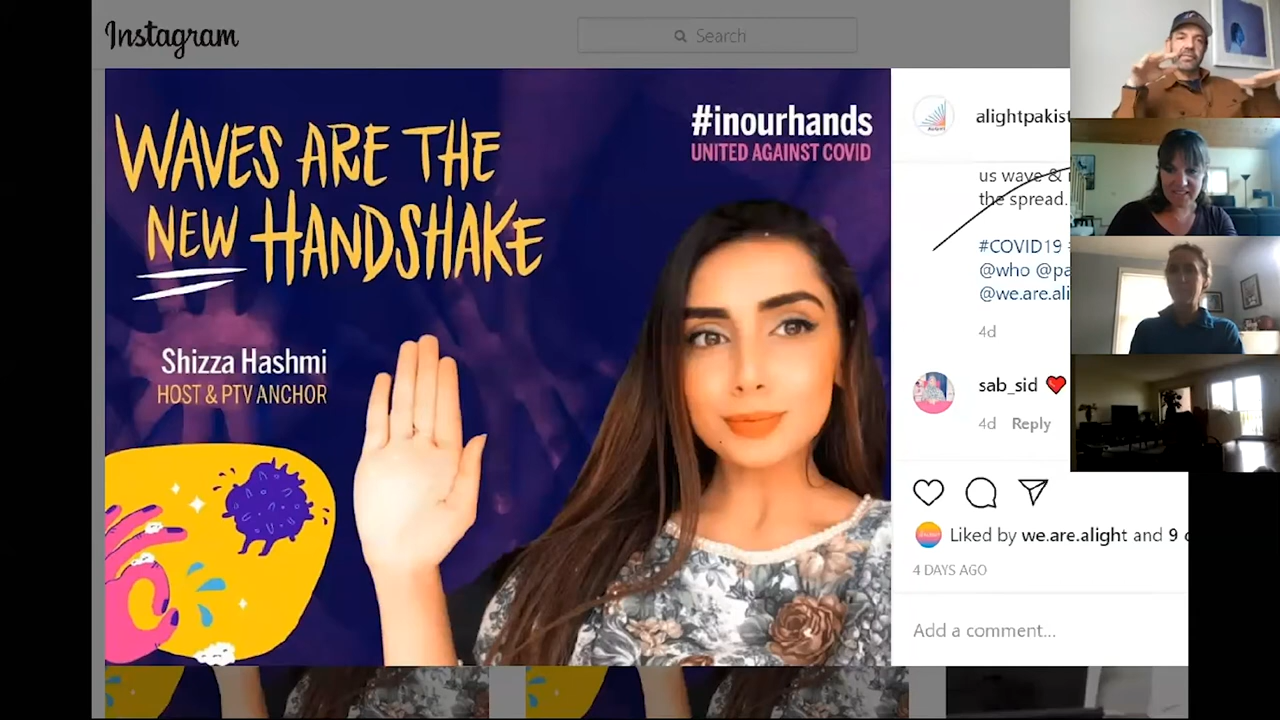 Instagram
Search
WAVES ARE THE
NEW HANDSHAKE
#inourhands
UNITED AGAINST COVID
Shizza Hashmi
HOST & PTV ANCHOR
alightpakist
us wave &
the spread.
#COVID19
@who @pa
@we.are.ali
4d
sab_sid ❤️
4d Reply
Liked by we.are.alight and 9
4 DAYS AGO
Add a comment...